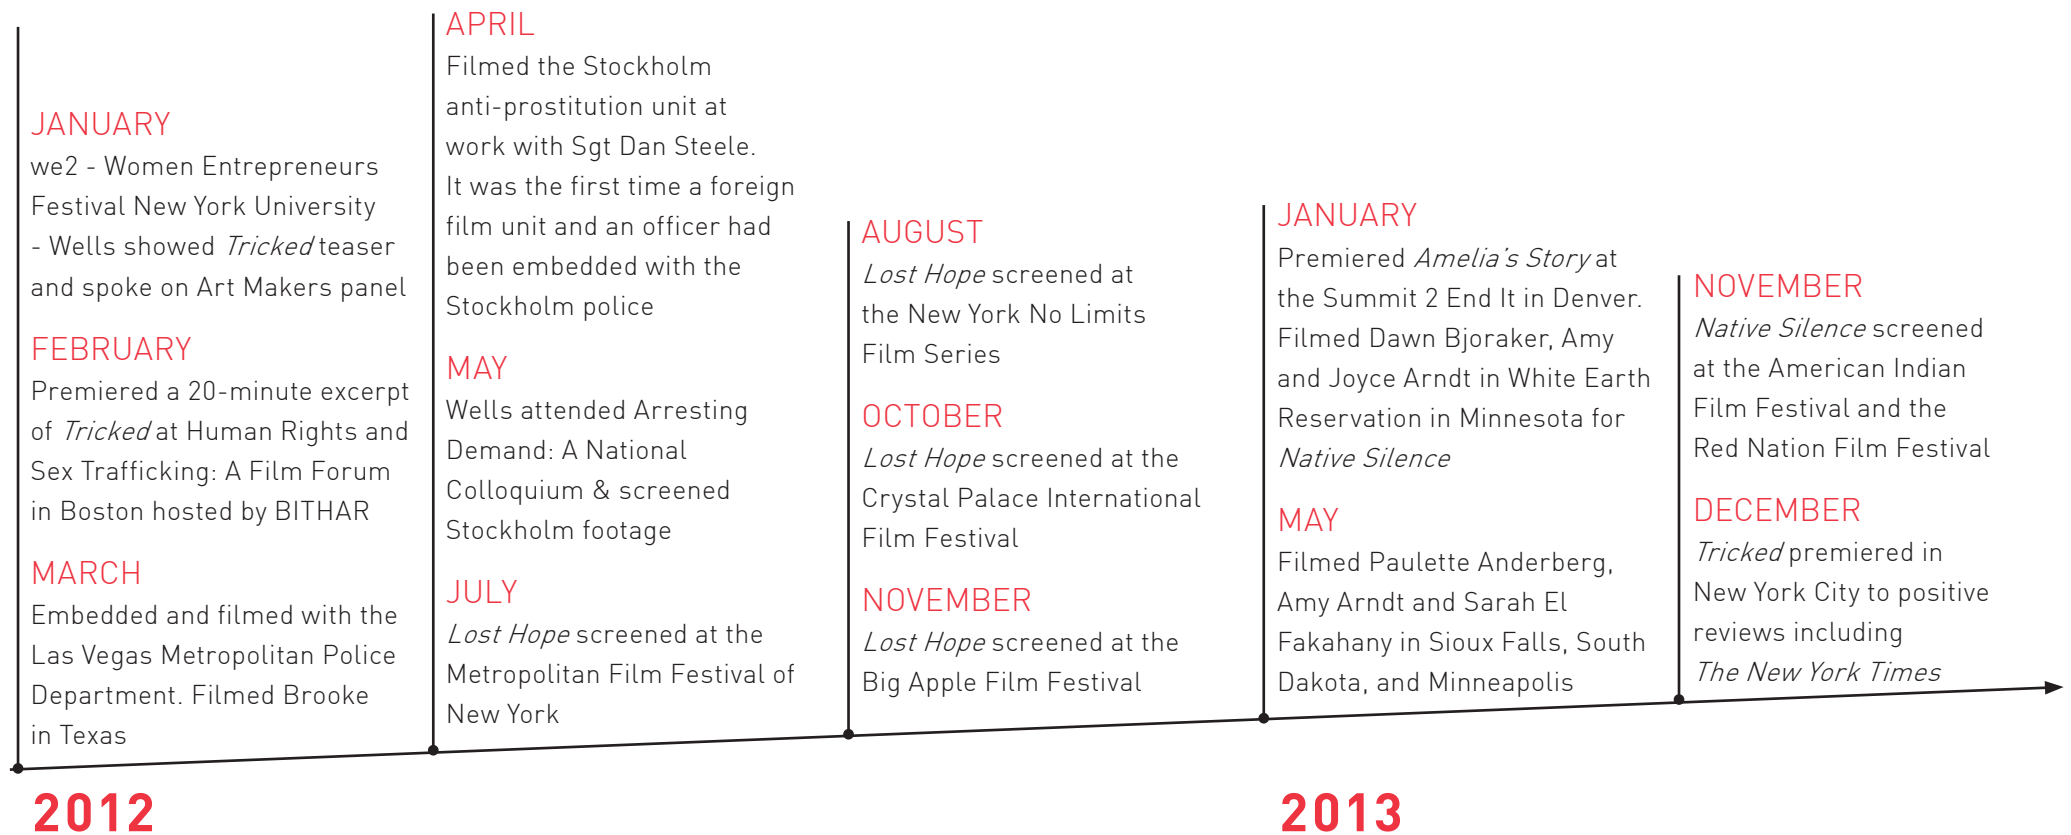 JANUARY
we2 - Women Entrepreneurs
Festival New York University
- Wells showed Tricked teaser
and spoke on Art Makers panel
FEBRUARY
Premiered a 20-minute excerpt
of Tricked at Human Rights and
Sex Trafficking: A Film Forum
in Boston hosted by BITHAR
MARCH
Embedded and filmed with the
Las Vegas Metropolitan Police
Department. Filmed Brooke
in Texas
APRIL
Filmed the Stockholm
anti-prostitution unit at
work with Sgt Dan Steele.
It was the first time a foreign
film unit and an officer had
been embedded with the
Stockholm police
MAY
Wells attended Arresting
Demand: A National
Colloquium & screened
Stockholm footage
JULY
Lost Hope screened at the
Metropolitan Film Festival of
New York
AUGUST
Lost Hope screened at
the New York No Limits
Film Series
OCTOBER
Lost Hope screened at the
Crystal Palace International
Film Festival
NOVEMBER
Lost Hope screened at the
Big Apple Film Festival
JANUARY
Premiered Amelia's Story at
the Summit 2 End It in Denver.
Filmed Dawn Bjoraker, Amy
and Joyce Arndt in White Earth
Reservation in Minnesota for
Native Silence
MAY
Filmed Paulette Anderberg,
Amy Arndt and Sarah El
Fakahany in Sioux Falls, South
Dakota, and Minneapolis
NOVEMBER
Native Silence screened
at the American Indian
Film Festival and the
Red Nation Film Festival
DECEMBER
Tricked premiered in
New York City to positive
reviews including
The New York Times
2012
2013